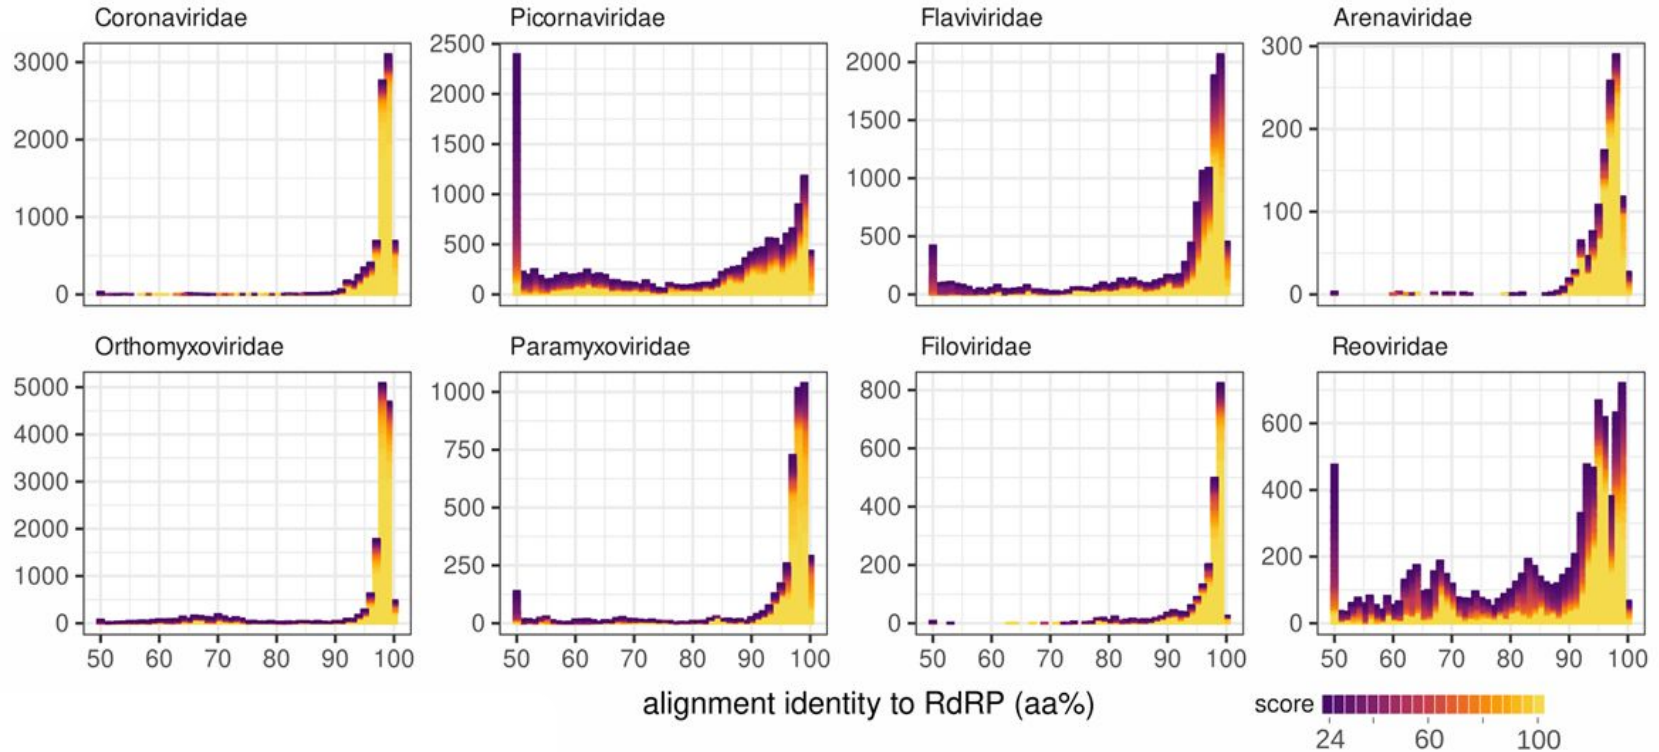 Coronaviridae
3000
2000
1000
0
Picornaviridae
2500
2000
1500
1000
500
0
Flaviviridae
2000
1500
1000
500
0
Arenaviridae
300
200
100
0
Orthomyxoviridae
5000
4000
3000
2000
1000
0
50 60 70 80 90 100
Paramyxoviridae
1000
750
500
250
0
50 60 70 80 90 100
Filoviridae
800
600
400
200
0
50 60 70 80 90 100
Reoviridae
600
400
200
0
50 60 70 80 90 100
alignment identity to RdRP (aa%)
score
24 60 100